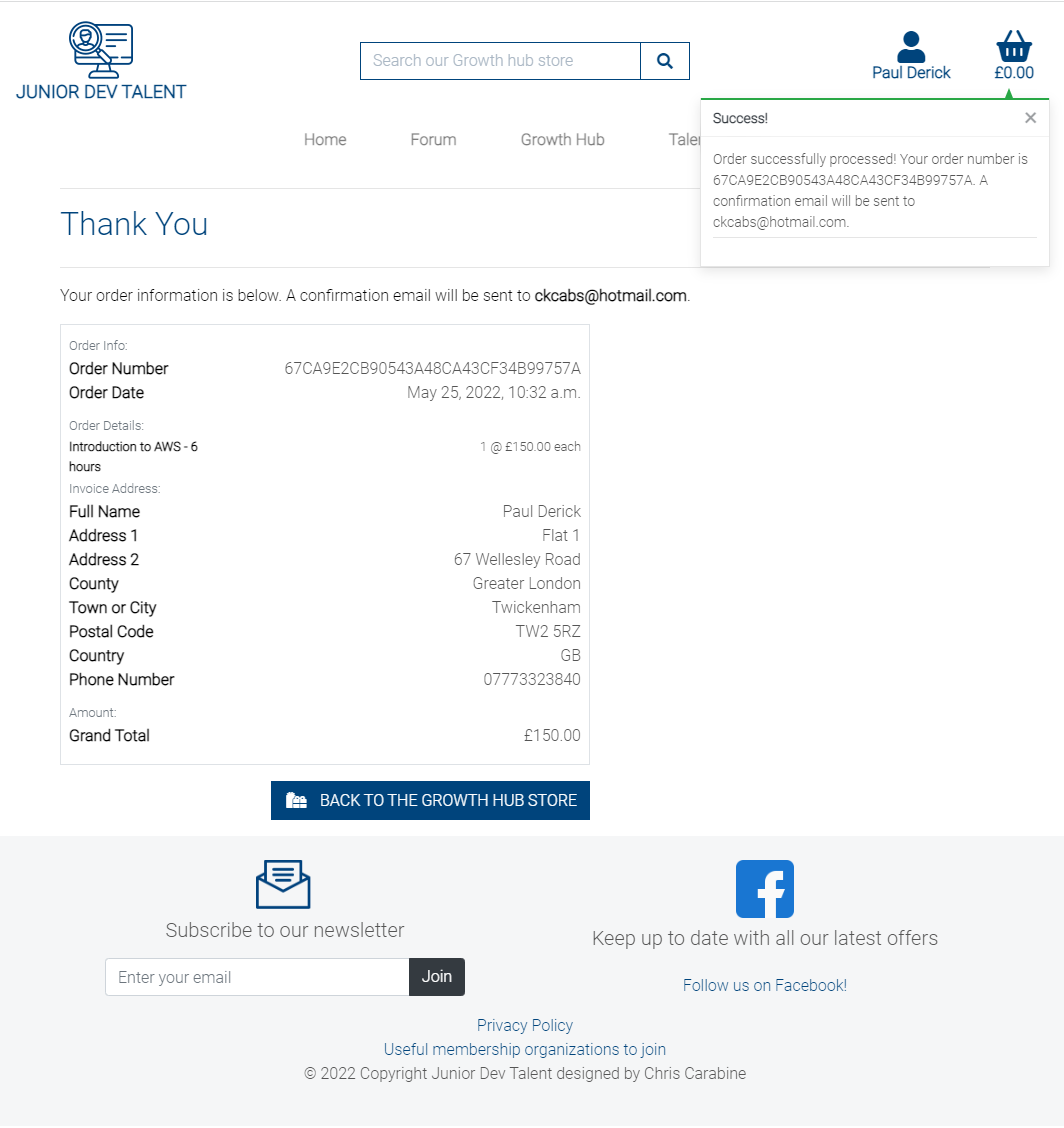 JUNIOR DEV TALENT
Search our Growth hub store
Paul Derick
£0.00
Home Forum Growth Hub
Success! ×
Order successfully processed! Your order number is
67CA9E2CB90543A48CA43CF34B99757A. A
confirmation email will be sent to
ckcabs@hotmail.com.
Thank You
Your order information is below. A confirmation email will be sent to ckcabs@hotmail.com.
Order Info:
Order Number 67CA9E2CB90543A48CA43CF34B99757A
Order Date May 25, 2022, 10:32 a.m.
Order Details:
Introduction to AWS - 6 1 @ £150.00 each
hours
Invoice Address:
Full Name Paul Derick
Address 1 Flat 1
Address 2 67 Wellesley Road
County Greater London
Town or City Twickenham
Postal Code TW2 5RZ
Country GB
Phone Number 07773323840
Amount:
Grand Total £150.00
BACK TO THE GROWTH HUB STORE
Subscribe to our newsletter
Enter your email Join
Keep up to date with all our latest offers
Follow us on Facebook!
Privacy Policy
Useful membership organizations to join
© 2022 Copyright Junior Dev Talent designed by Chris Carabine